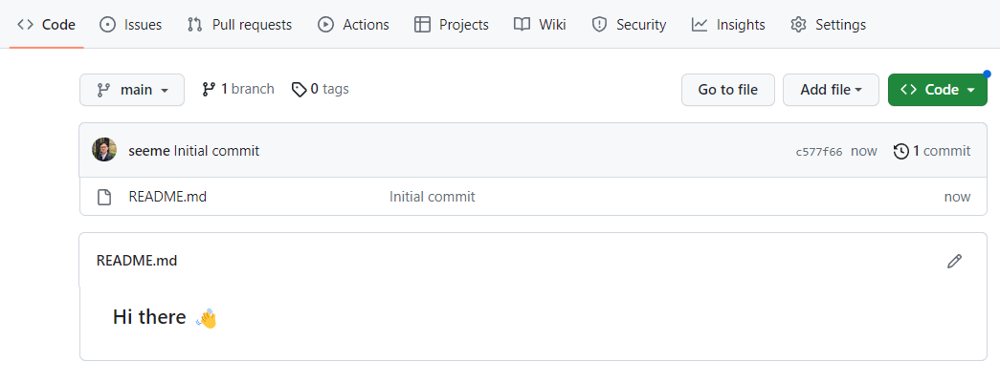 Code Issues Pull requests Actions Projects Wiki Security Insights Settings
main 1 branch 0 tags Go to file Add file Code
seeme Initial commit c577f66 now 1 commit
README.md Initial commit now
README.md
Hi there 👋